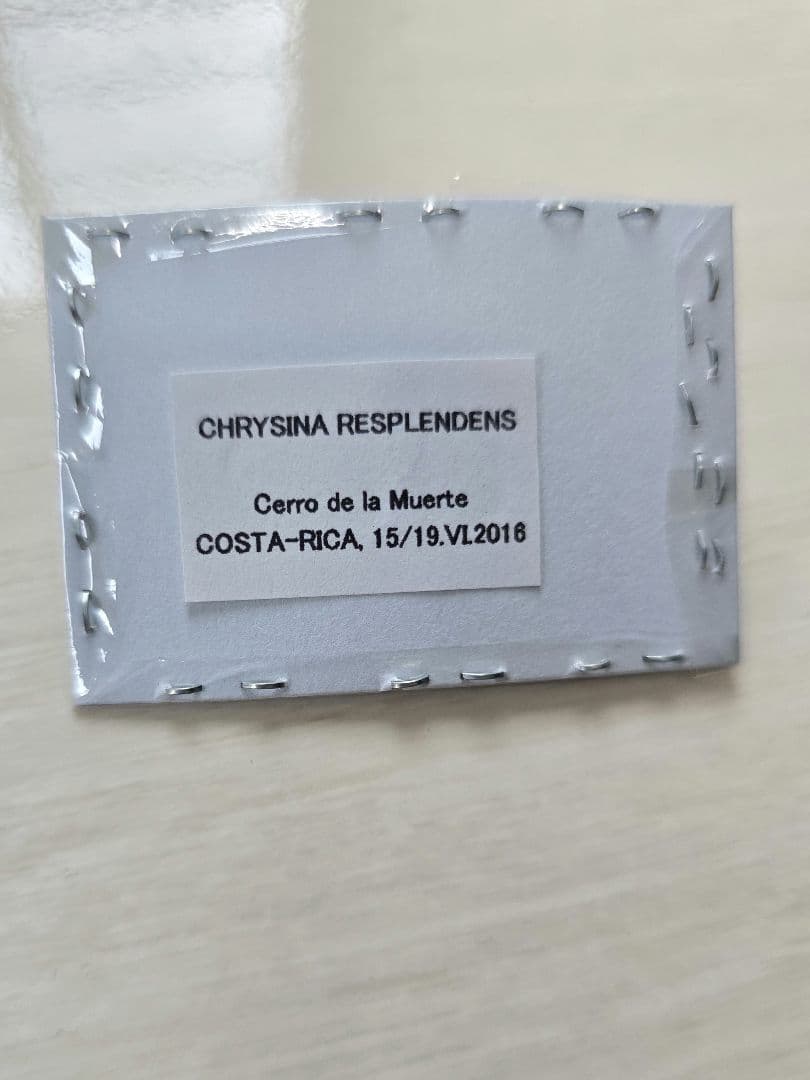 CHRYSINA RESPLENDENS
Cerro de la Muerte
COSTA-RICA, 15/19.VI.2016